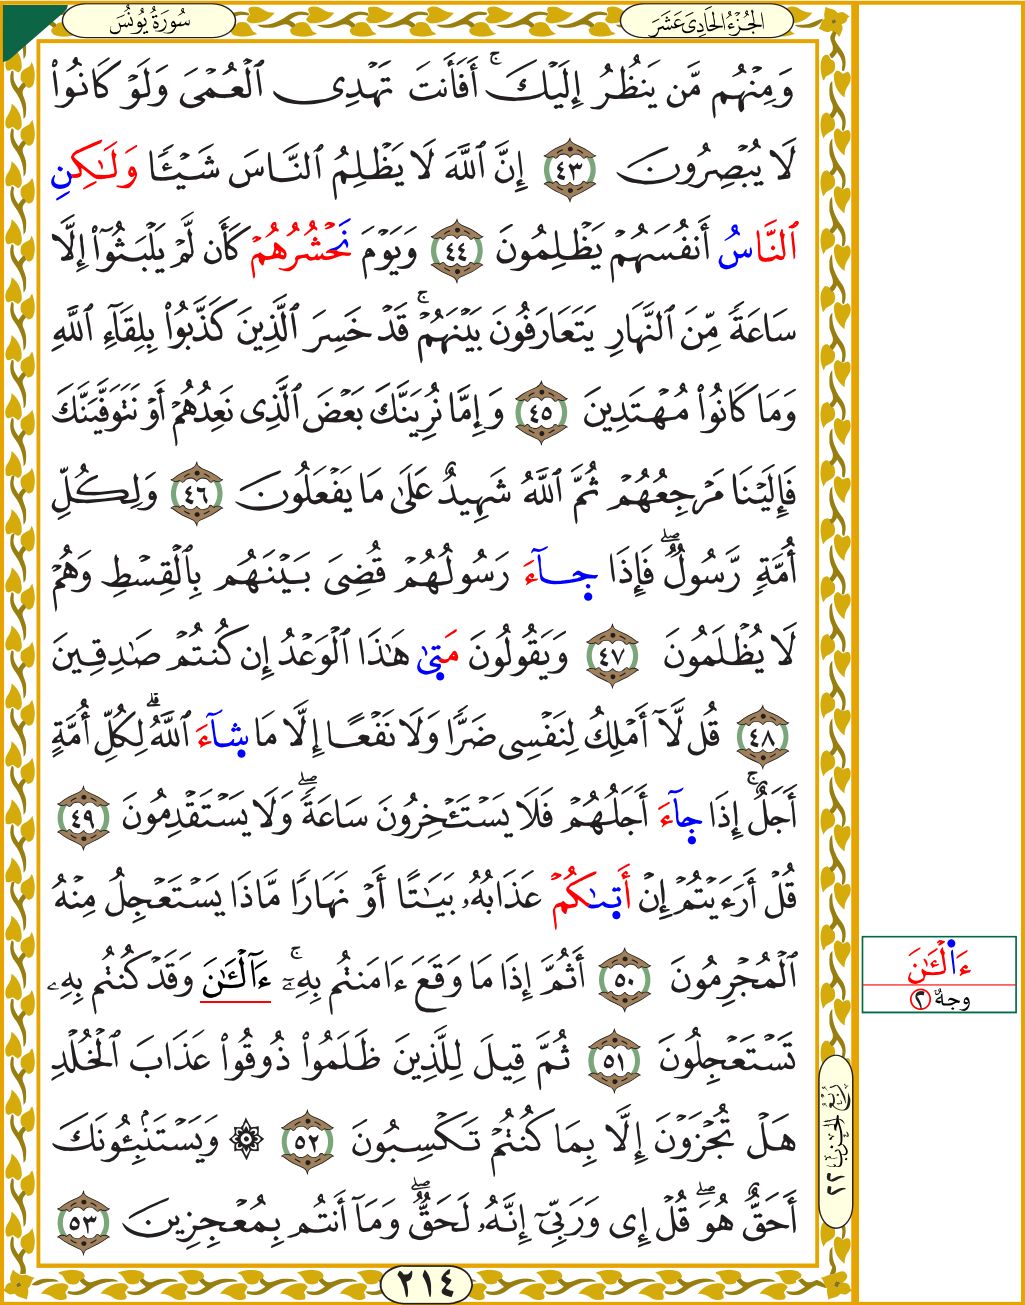 سُورَةُ يُونُسَ
الجُزْءُ الحَادِىَ عَشَرَ
وَمِنْهُم مَّن يَنظُرُ إِلَيْكَ ۚ أَفَأَنتَ تَهْدِى ٱلْعُمْىَ وَلَوْ كَانُوا۟
لَا يُبْصِرُونَ ٤٣ إِنَّ ٱللَّهَ لَا يَظْلِمُ ٱلنَّاسَ شَيْـًٔا وَلَـٰكِنِ
ٱلنَّاسُ أَنفُسَهُمْ يَظْلِمُونَ ٤٤ وَيَوْمَ نَحْشُرُهُمْ كَأَن لَّمْ يَلْبَثُوٓا۟ إِلَّا
سَاعَةً مِّنَ ٱلنَّهَارِ يَتَعَارَفُونَ بَيْنَهُمْ ۚ قَدْ خَسِرَ ٱلَّذِينَ كَذَّبُوا۟ بِلِقَآءِ ٱللَّهِ
وَمَا كَانُوا۟ مُهْتَدِينَ ٤٥ وَإِمَّا نُرِيَنَّكَ بَعْضَ ٱلَّذِى نَعِدُهُمْ أَوْ نَتَوَفَّيَنَّكَ
فَإِلَيْنَا مَرْجِعُهُمْ ثُمَّ ٱللَّهُ شَهِيدٌ عَلَىٰ مَا يَفْعَلُونَ ٤٦ وَلِكُلِّ
أُمَّةٍ رَّسُولٌ ۖ فَإِذَا جَآءَ رَسُولُهُمْ قُضِىَ بَيْنَهُم بِٱلْقِسْطِ وَهُمْ
لَا يُظْلَمُونَ ٤٧ وَيَقُولُونَ مَتَىٰ هَـٰذَا ٱلْوَعْدُ إِن كُنتُمْ صَـٰدِقِينَ
٤٨ قُل لَّآ أَمْلِكُ لِنَفْسِى ضَرًّا وَلَا نَفْعًا إِلَّا مَا شَآءَ ٱللَّهُ ۗ لِكُلِّ أُمَّةٍ
أَجَلٌ ۚ إِذَا جَآءَ أَجَلُهُمْ فَلَا يَسْتَـْٔخِرُونَ سَاعَةً ۖ وَلَا يَسْتَقْدِمُونَ ٤٩
قُلْ أَرَءَيْتُمْ إِنْ أَتَىٰكُمْ عَذَابُهُۥ بَيَـٰتًا أَوْ نَهَارًا مَّاذَا يَسْتَعْجِلُ مِنْهُ
ٱلْمُجْرِمُونَ ٥٠ أَثُمَّ إِذَا مَا وَقَعَ ءَامَنتُم بِهِۦٓ ۚ ءَآلْـَٔـٰنَ وَقَدْ كُنتُم بِهِۦ
تَسْتَعْجِلُونَ ٥١ ثُمَّ قِيلَ لِلَّذِينَ ظَلَمُوا۟ ذُوقُوا۟ عَذَابَ ٱلْخُلْدِ
هَلْ تُجْزَوْنَ إِلَّا بِمَا كُنتُمْ تَكْسِبُونَ ٥٢ ۞ وَيَسْتَنۢبِـُٔونَكَ
أَحَقٌّ هُوَ ۖ قُلْ إِى وَرَبِّىٓ إِنَّهُۥ لَحَقٌّ ۖ وَمَآ أَنتُم بِمُعْجِزِينَ ٥٣
ءَاٰلْـَٔـٰنَ
وجهٌ ٢
رُبْعُ الحِزْبِ ٢٢
٢١٤